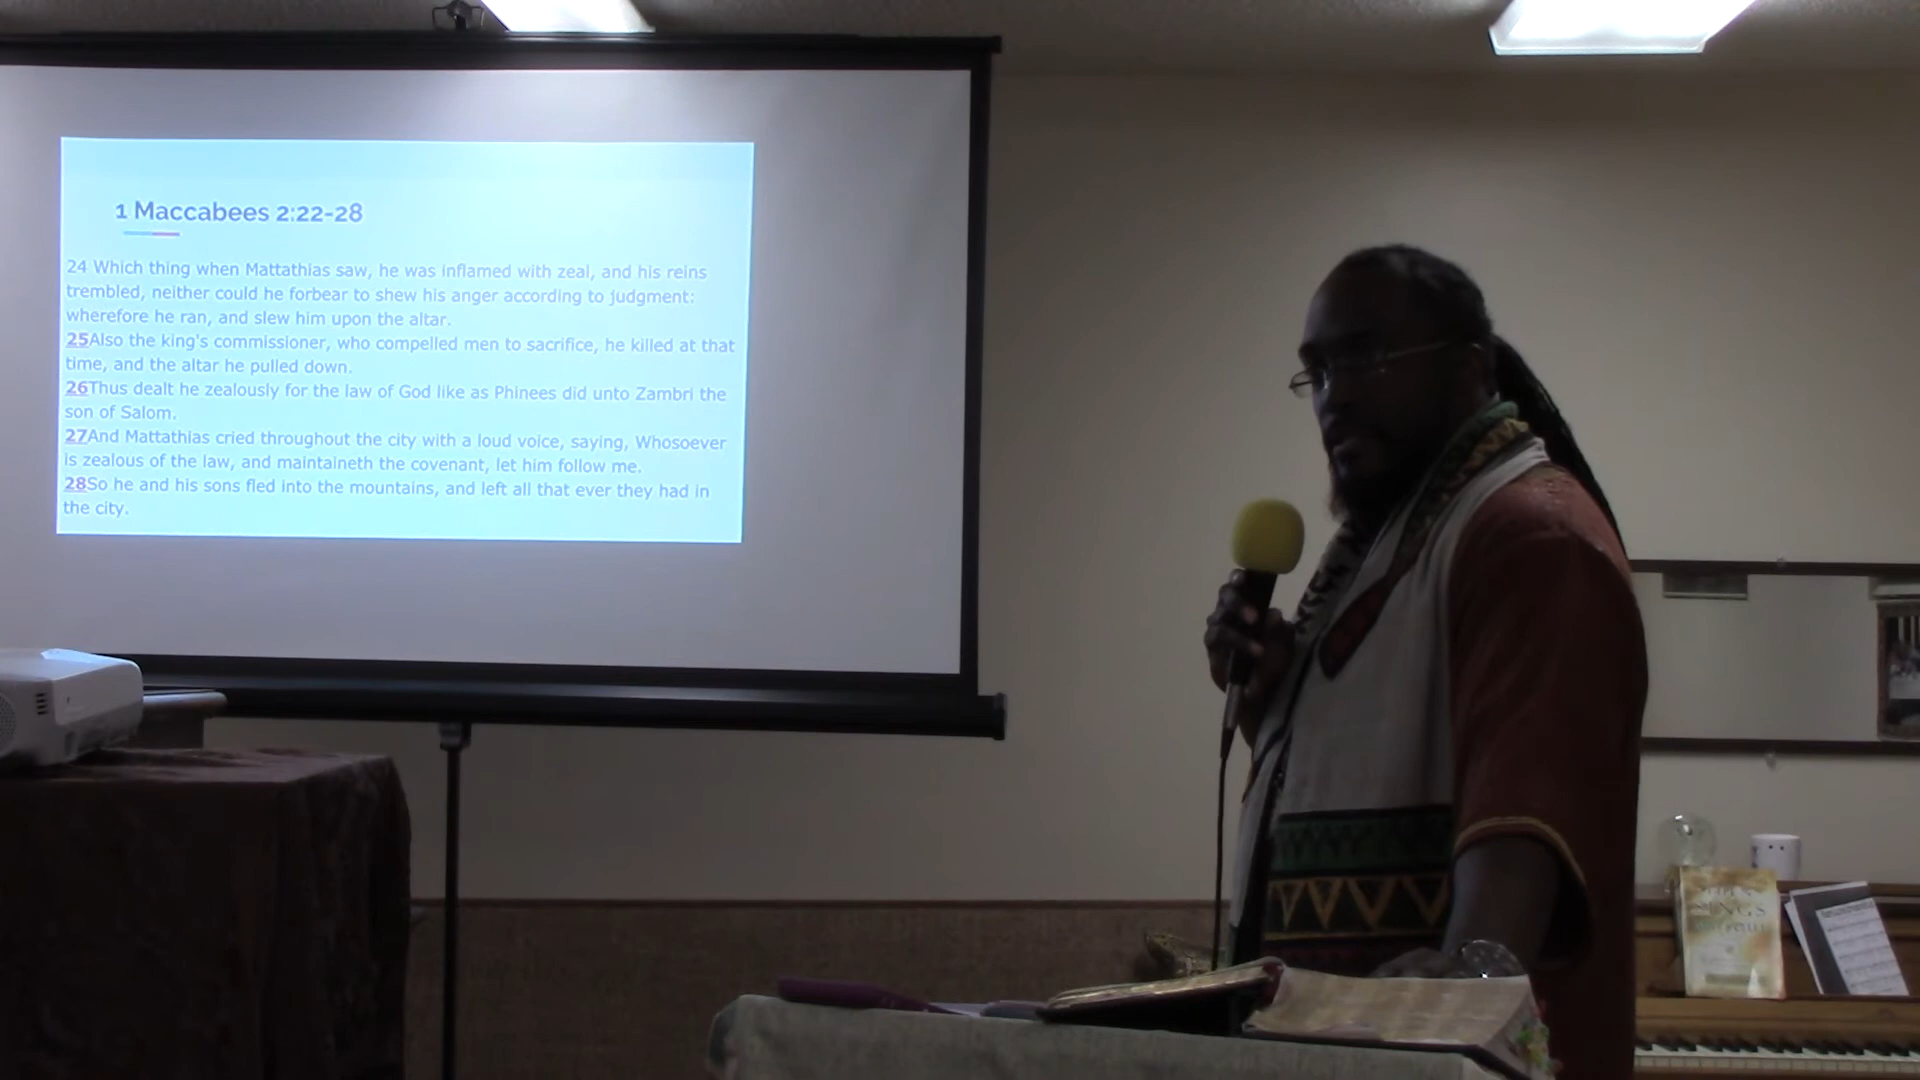 1 Maccabees 2:22-28
24 Which thing when Mattathias saw, he was inflamed with zeal, and his reins
trembled, neither could he forbear to shew his anger according to judgment:
wherefore he ran, and slew him upon the altar.
25Also the king's commissioner, who compelled men to sacrifice, he killed at that
time, and the altar he pulled down.
26Thus dealt he zealously for the law of God like as Phinees did unto Zambri the
son of Salom.
27And Mattathias cried throughout the city with a loud voice, saying, Whosoever
is zealous of the law, and maintaineth the covenant, let him follow me.
28So he and his sons fled into the mountains, and left all that ever they had in
the city.